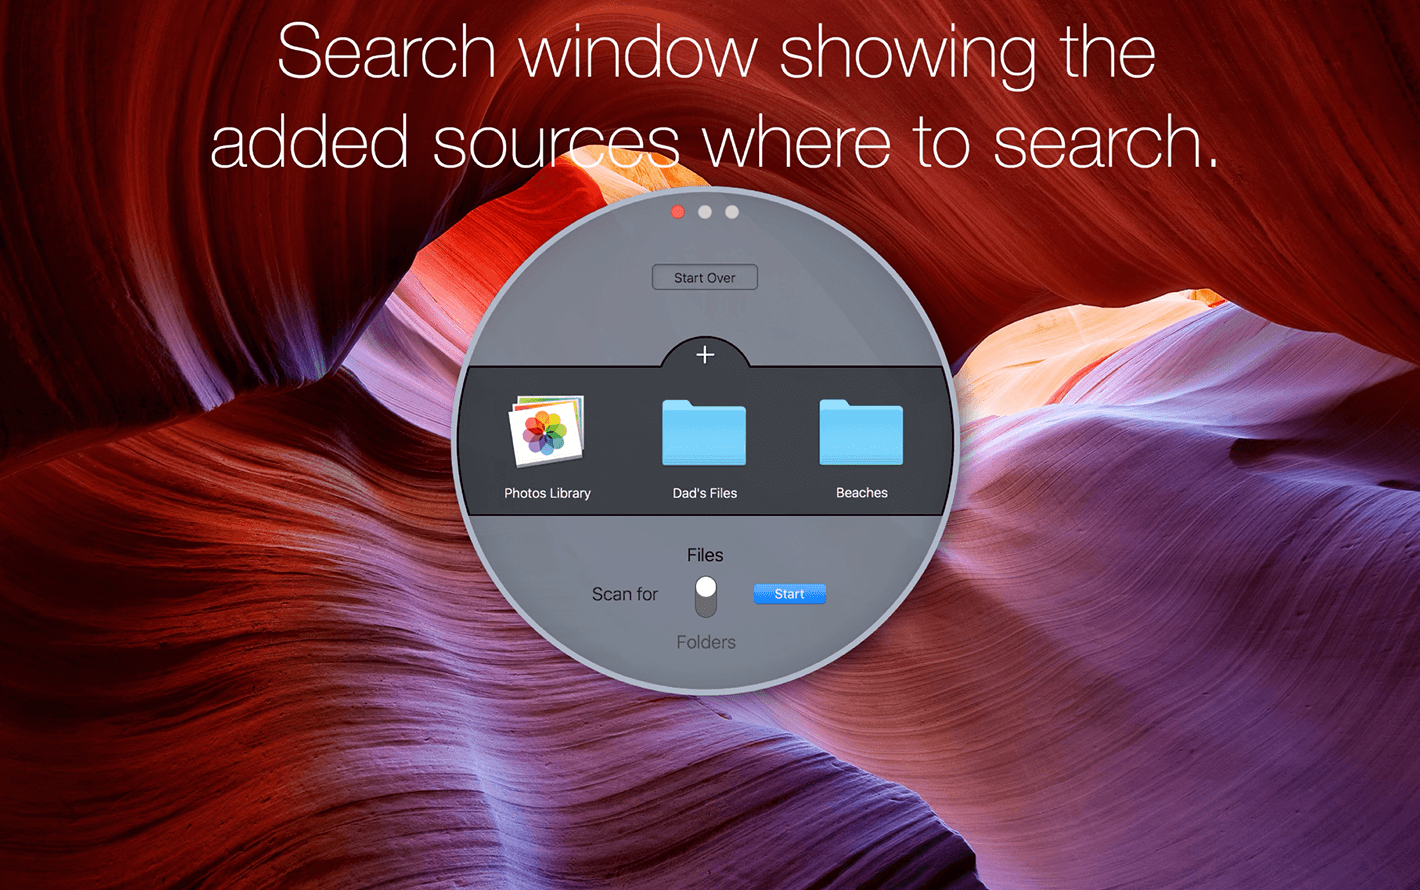 Search window showing the
added sources where to search.
Start Over
+
Photos Library
Dad's Files
Beaches
Files
Scan for
Start
Folders